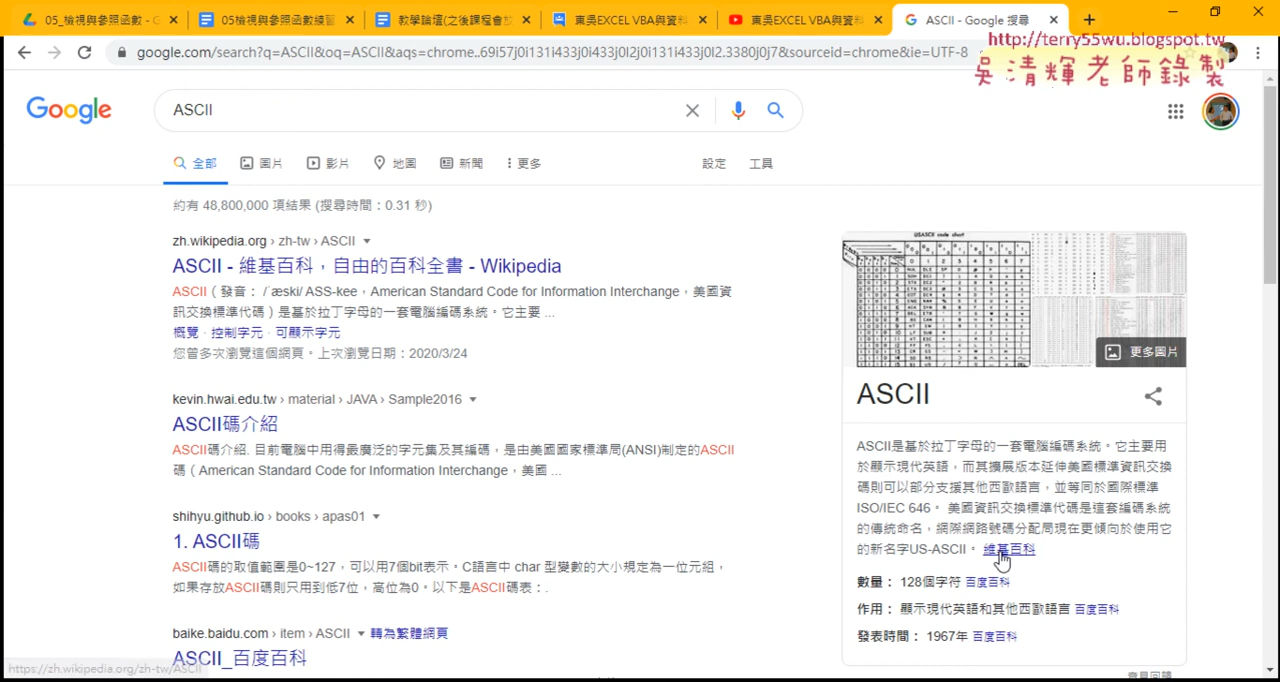 05_檢視與參照函數 - G
05檢視與參照函數練習
教學論壇(之後課程會放
東吳EXCEL VBA與資料
東吳EXCEL VBA與資料
ASCII - Google 搜尋
google.com/search?q=ASCII&oq=ASCII&aqs=chrome..69i57j0i131i433j0i433j0l2j0i131i433j0l2.3380j0j7&sourceid=chrome&ie=UTF-8
http://terry55wu.blogspot.tw
吳清輝老師錄製
Google
ASCII
全部
圖片
影片
地圖
新聞
更多
設定
工具
約有 48,800,000 項結果 (搜尋時間：0.31 秒)
zh.wikipedia.org › zh-tw › ASCII
ASCII - 維基百科，自由的百科全書 - Wikipedia
ASCII（發音： /ˈæski/ ASS-kee，American Standard Code for Information Interchange，美國資
訊交換標準代碼）是基於拉丁字母的一套電腦編碼系統。它主要 ...
概覽 · 控制字元 · 可顯示字元
您曾多次瀏覽這個網頁。上次瀏覽日期：2020/3/24
kevin.hwai.edu.tw › material › JAVA › Sample2016
ASCII碼介紹
ASCII碼介紹. 目前電腦中用得最廣泛的字元集及其編碼，是由美國國家標準局(ANSI)制定的ASCII
碼（American Standard Code for Information Interchange，美國 ...
shihyu.github.io › books › apas01
1. ASCII碼
ASCII碼的取值範圍是0~127，可以用7個bit表示。C語言中 char 型變數的大小規定為一位元組，
如果存放ASCII碼則只用到低7位，高位為0。以下是ASCII碼表：.
baike.baidu.com › item › ASCII
轉為繁體網頁
ASCII_百度百科
https://zh.wikipedia.org/zh-tw/ASCII
USASCII code chart
更多圖片
ASCII
ASCII是基於拉丁字母的一套電腦編碼系統。它主要用
於顯示現代英語，而其擴展版本延伸美國標準資訊交換
碼則可以部分支援其他西歐語言，並等同於國際標準
ISO/IEC 646。 美國資訊交換標準代碼是這套編碼系統
的傳統命名，網際網路號碼分配局現在更傾向於使用它
的新名字US-ASCII。 維基百科
數量： 128個字符 百度百科
作用： 顯示現代英語和其他西歐語言 百度百科
發表時間： 1967年 百度百科
意見回饋